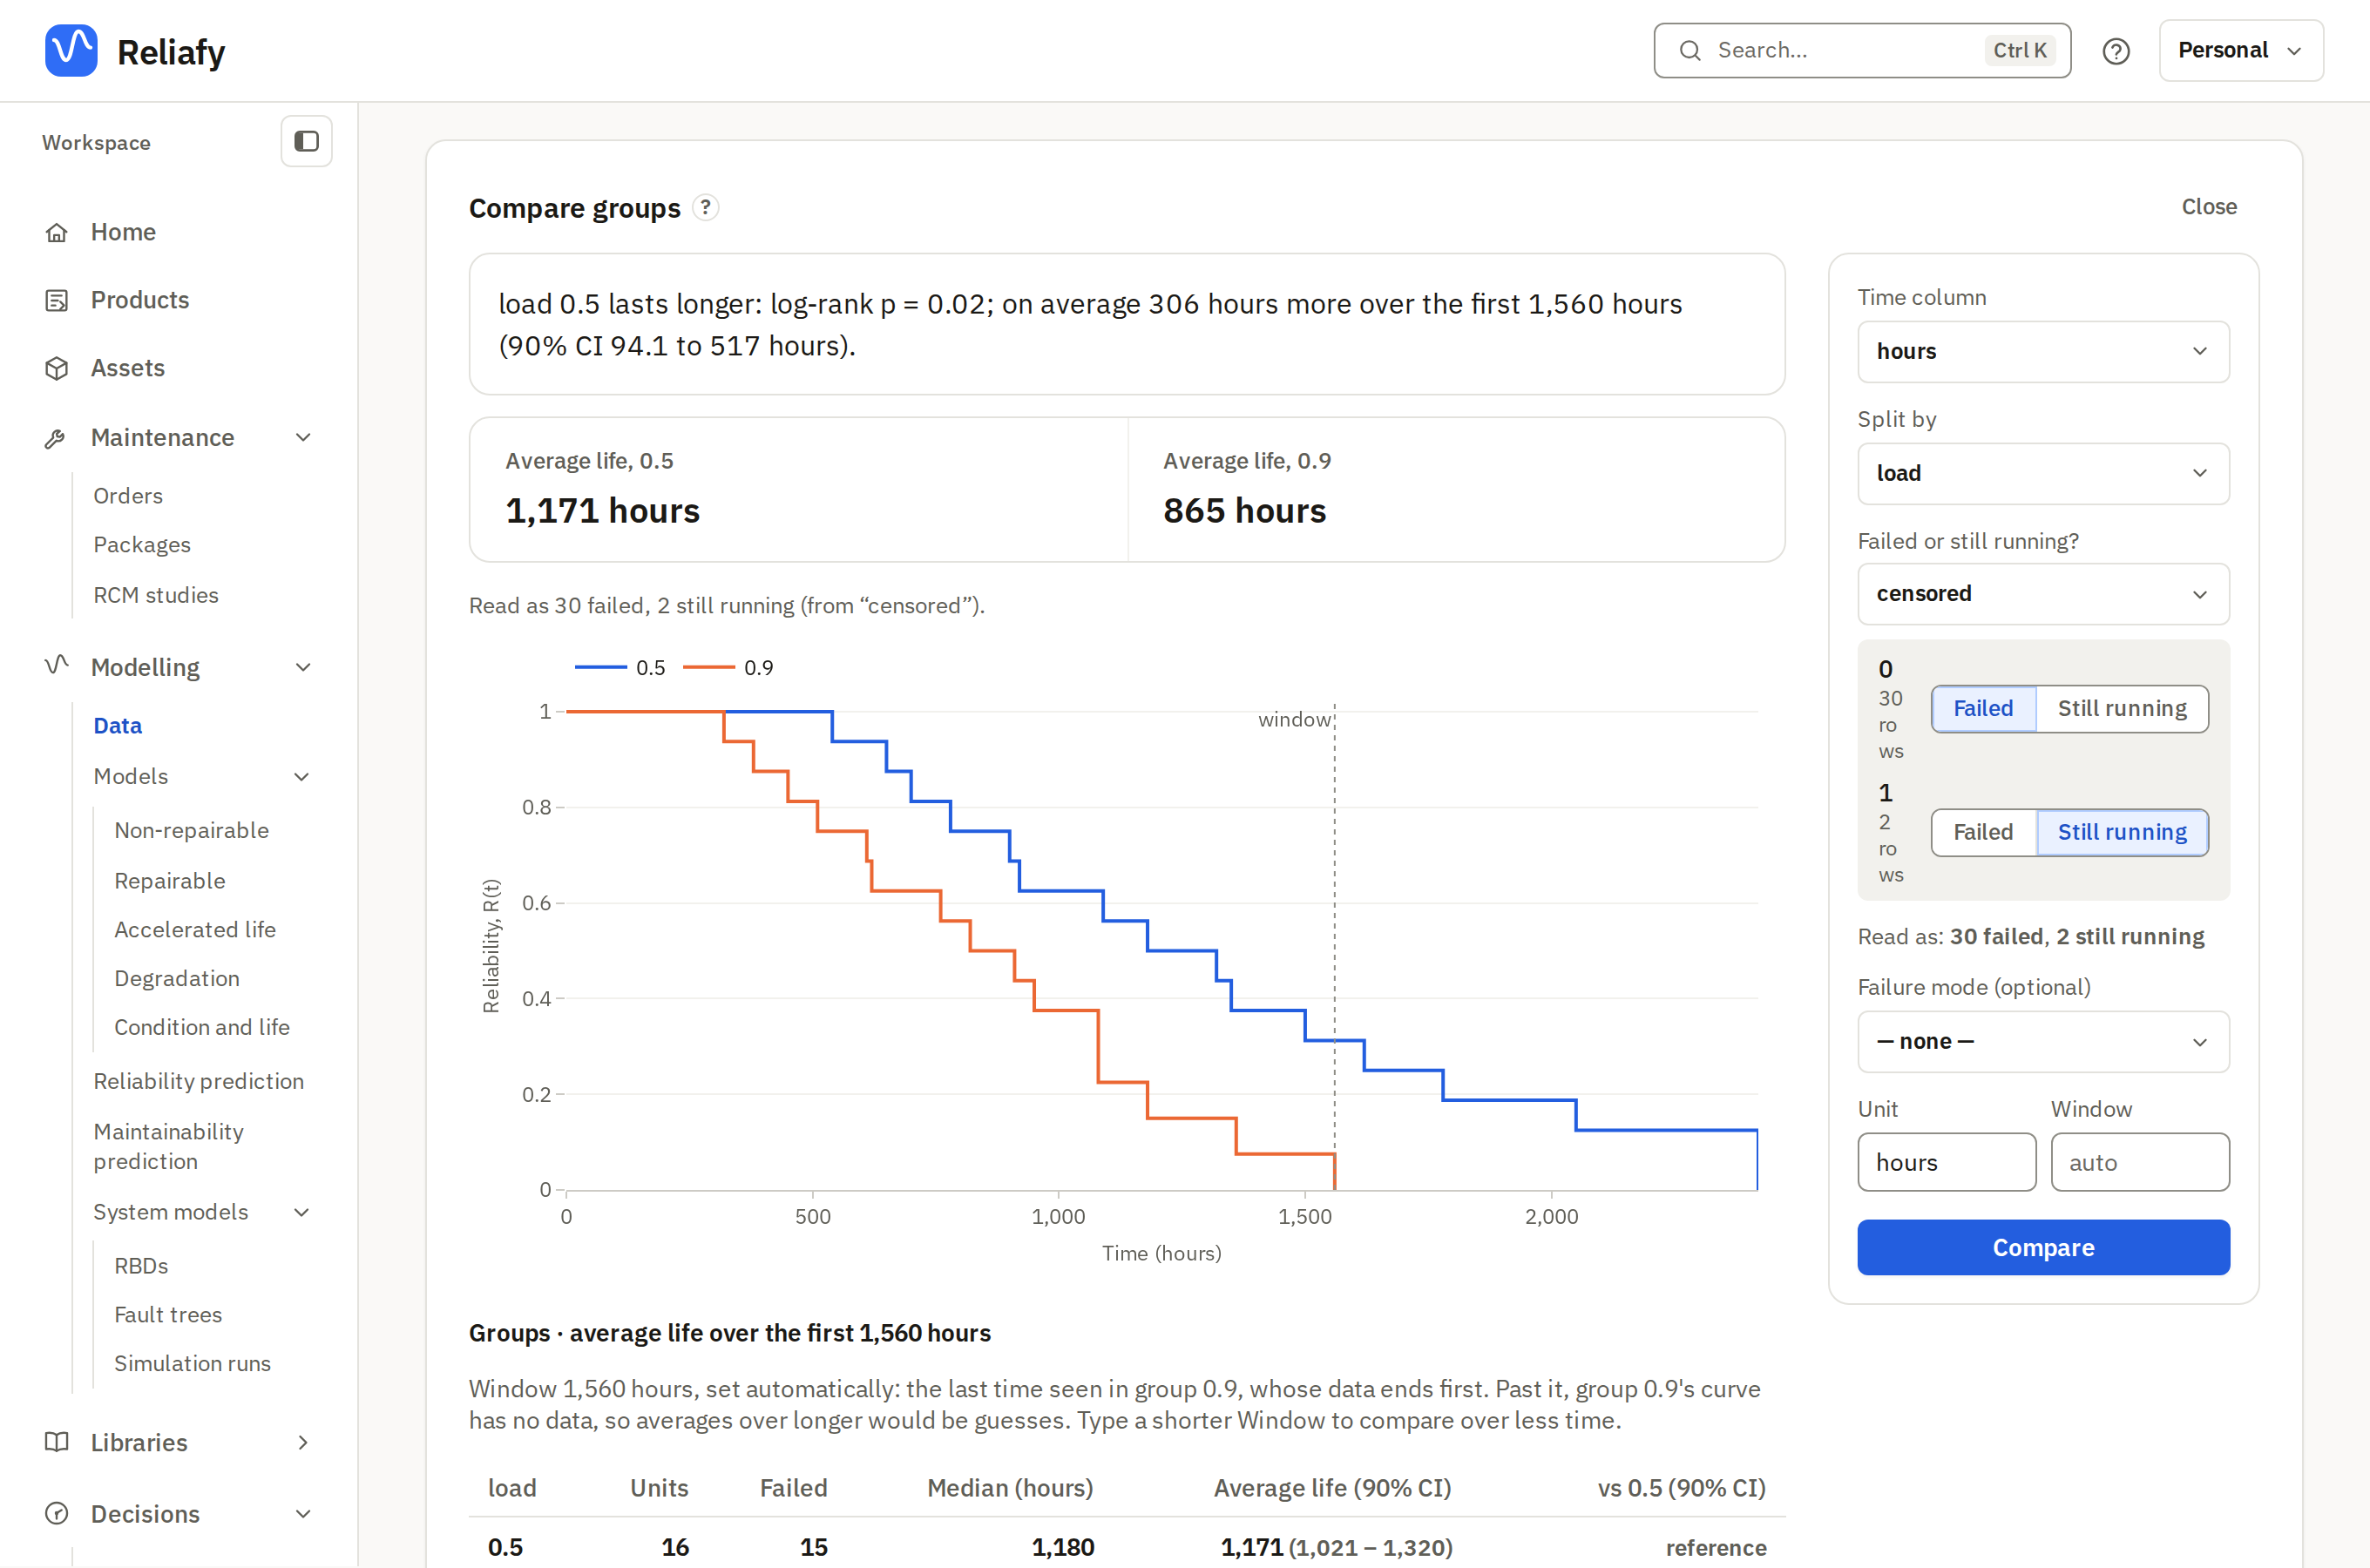 Reliafy
Search...
Ctrl K
Personal
Workspace
Home
Products
Assets
Maintenance
Orders
Packages
RCM studies
Modelling
Data
Models
Non-repairable
Repairable
Accelerated life
Degradation
Condition and life
Reliability prediction
Maintainability
prediction
System models
RBDs
Fault trees
Simulation runs
Libraries
Decisions
Compare groups ?
Close
load 0.5 lasts longer: log-rank p = 0.02; on average 306 hours more over the first 1,560 hours
(90% CI 94.1 to 517 hours).
Average life, 0.5
1,171 hours
Average life, 0.9
865 hours
Read as 30 failed, 2 still running (from “censored”).
0.5 0.9
window
1
0.8
0.6
0.4
0.2
0
Reliability, R(t)
0 500 1,000 1,500 2,000
Time (hours)
Groups · average life over the first 1,560 hours
Window 1,560 hours, set automatically: the last time seen in group 0.9, whose data ends first. Past it, group 0.9's curve
has no data, so averages over longer would be guesses. Type a shorter Window to compare over less time.
load Units Failed Median (hours) Average life (90% CI) vs 0.5 (90% CI)
0.5 16 15 1,180 1,171 (1,021 – 1,320) reference
Time column
hours
Split by
load
Failed or still running?
censored
0
30
ro
ws
Failed Still running
1
2
ro
ws
Failed Still running
Read as: 30 failed, 2 still running
Failure mode (optional)
— none —
Unit Window
hours auto
Compare